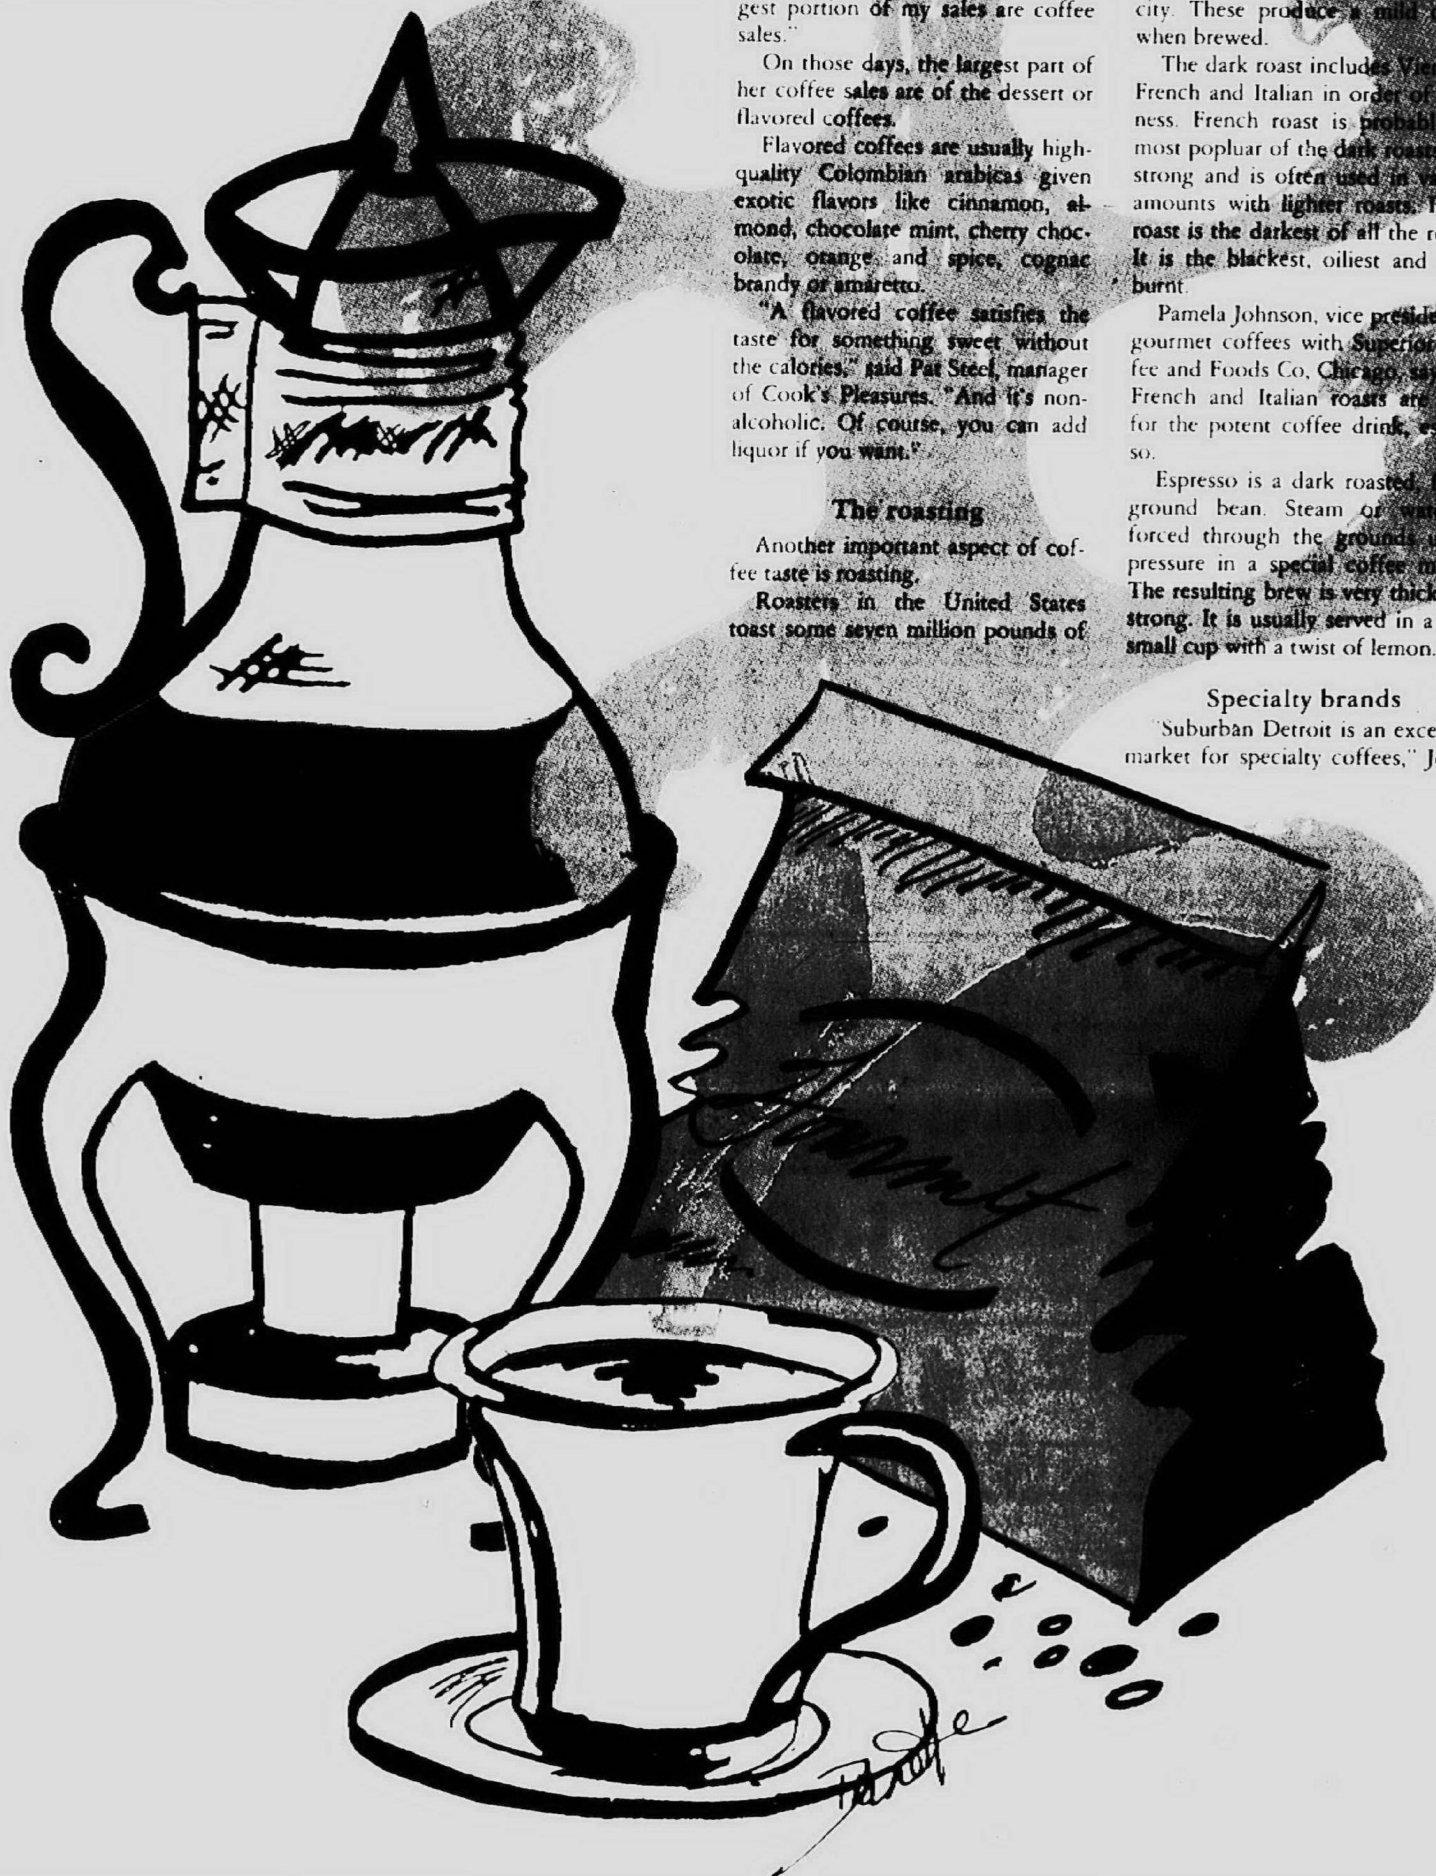 gest portion of my sales are coffee
sales."
On those days, the largest part of
her coffee sales are of the dessert or
flavored coffees.
Flavored coffees are usually high-
quality Colombian arabicas given
exotic flavors like cinnamon, al-
mond, chocolate mint, cherry choc-
olate, orange and spice, cognac
brandy or amaretto.
"A flavored coffee satisfies the
taste for something sweet without
the calories," said Pat Steel, manager
of Cook's Pleasures. "And it's non-
alcoholic. Of course, you can add
liquor if you want."
The roasting
Another important aspect of cof-
fee taste is roasting.
Roasters in the United States
toast some seven million pounds of
city. These produce a mild
when brewed.
The dark roast includes
French and Italian in order of
ness. French roast is
most popluar of the dark roasts
strong and is often used in
amounts with lighter roasts.
roast is the darkest of all the
It is the blackest, oiliest and
burnt.
Pamela Johnson, vice
gourmet coffees with Superior
fee and Foods Co, Chicago,
French and Italian roasts are
for the potent coffee drink,
so.
Espresso is a dark roasted,
ground bean. Steam or
forced through the grounds
pressure in a special coffee
The resulting brew is very thick
strong. It is usually served in a
small cup with a twist of lemon.
Specialty brands
"Suburban Detroit is an
market for specialty coffees,"
Gourmet